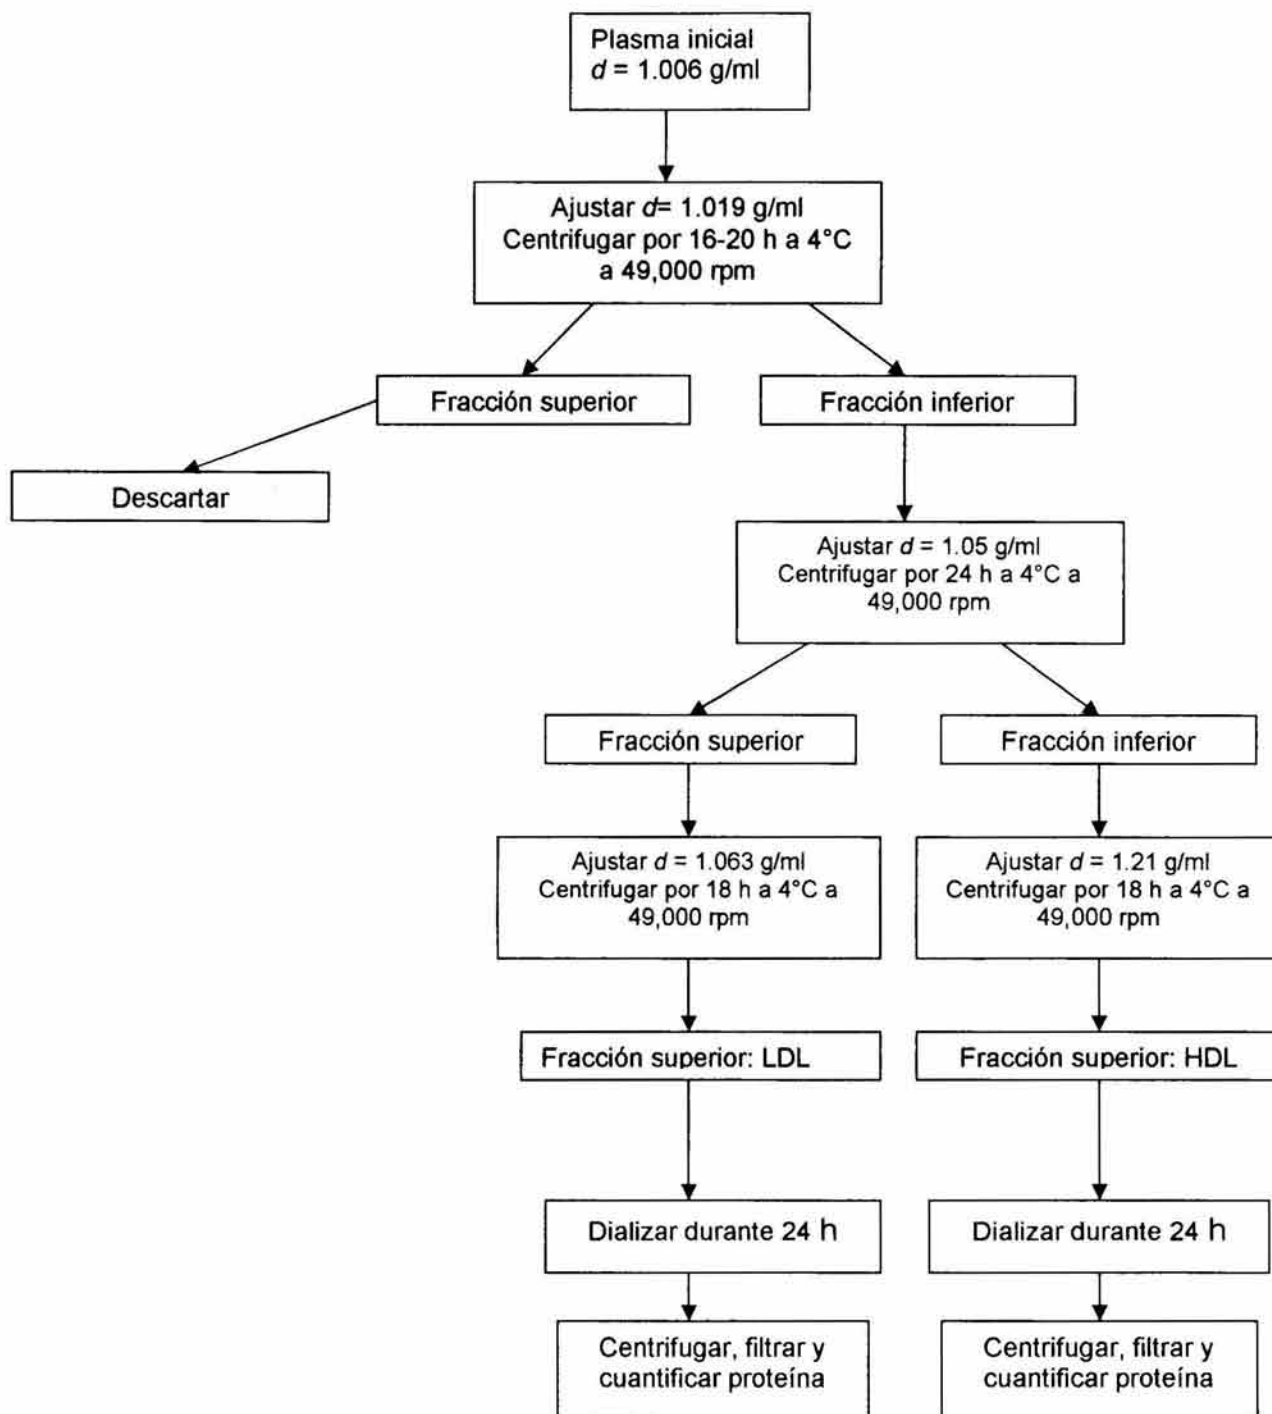 Plasma inicial
d = 1.006 g/ml
Ajustar d= 1.019 g/ml
Centrifugar por 16-20 h a 4°C
a 49,000 rpm
Fracción superior
Fracción inferior
Descartar
Ajustar d = 1.05 g/ml
Centrifugar por 24 h a 4°C a
49,000 rpm
Fracción superior
Fracción inferior
Ajustar d = 1.063 g/ml
Centrifugar por 18 h a 4°C a
49,000 rpm
Ajustar d = 1.21 g/ml
Centrifugar por 18 h a 4°C a
49,000 rpm
Fracción superior: LDL
Fracción superior: HDL
Dializar durante 24 h
Dializar durante 24 h
Centrifugar, filtrar y
cuantificar proteína
Centrifugar, filtrar y
cuantificar proteína